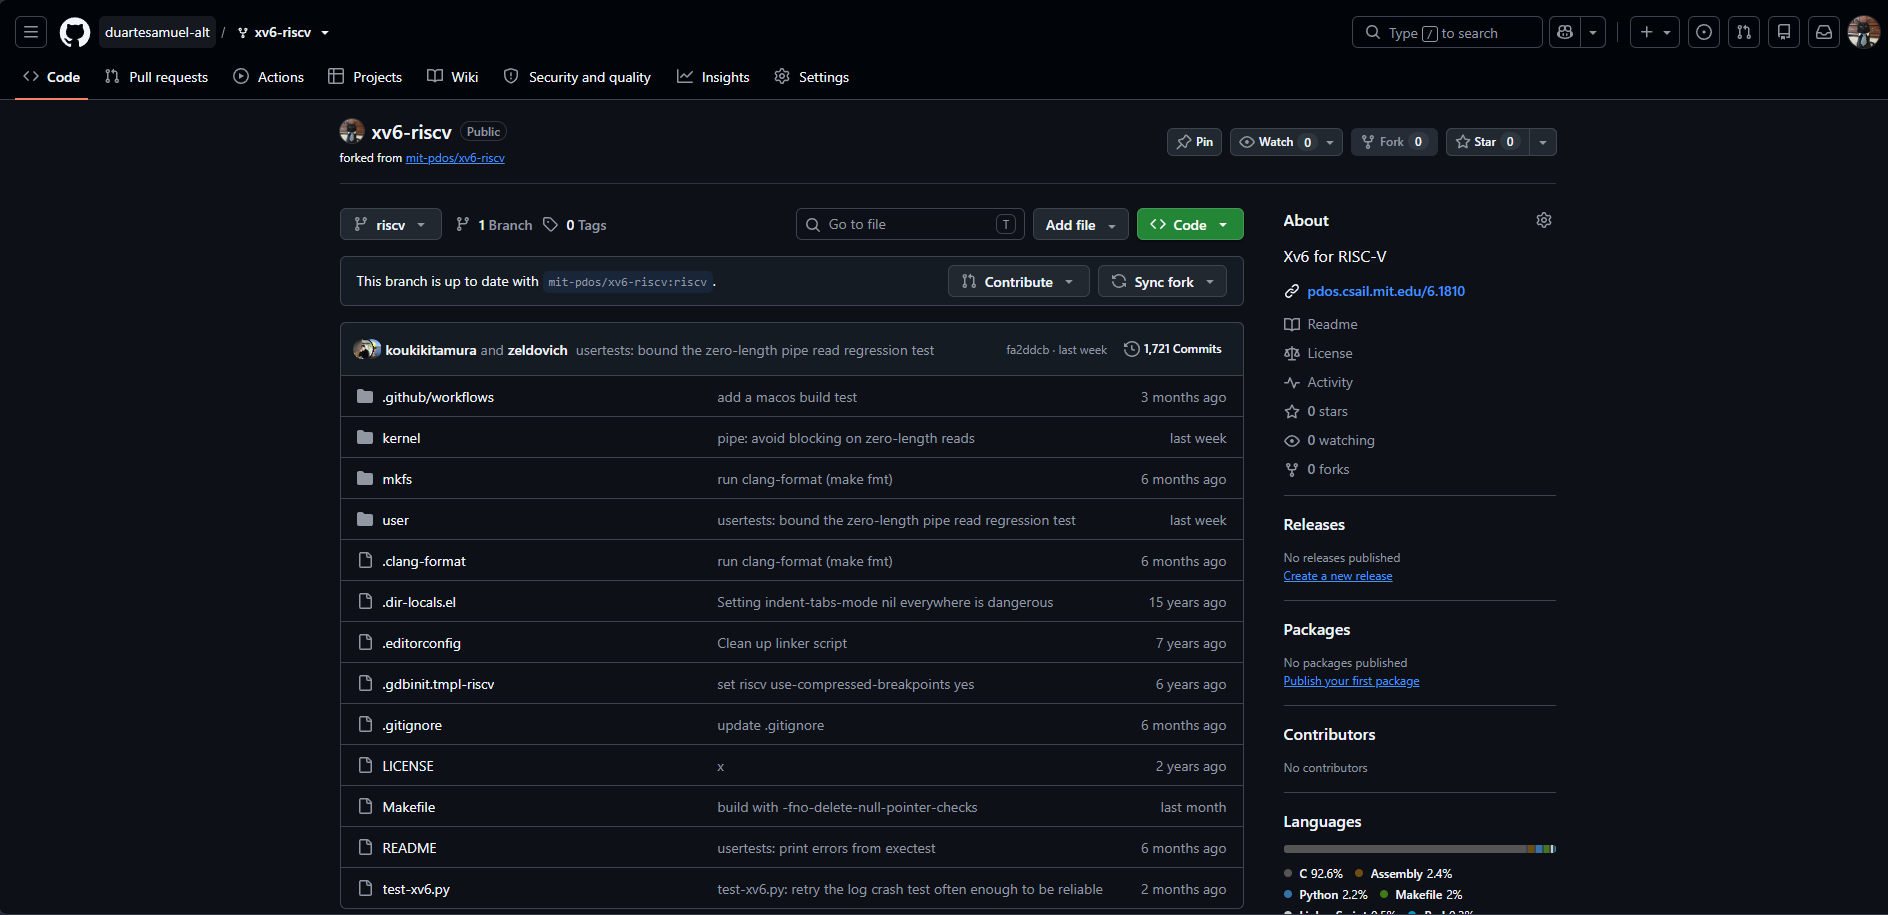 duartesamuel-alt / xv6-riscv
Type / to search
Code Pull requests Actions Projects Wiki Security and quality Insights Settings
xv6-riscv Public
forked from mit-pdos/xv6-riscv
Pin Watch 0 Fork 0 Star 0
riscv 1 Branch 0 Tags
Go to file T Add file Code
This branch is up to date with mit-pdos/xv6-riscv:riscv .
Contribute Sync fork
koukikitamura and zeldovich usertests: bound the zero-length pipe read regression test fa2ddcb · last week 1,721 Commits
.github/workflows add a macos build test 3 months ago
kernel pipe: avoid blocking on zero-length reads last week
mkfs run clang-format (make fmt) 6 months ago
user usertests: bound the zero-length pipe read regression test last week
.clang-format run clang-format (make fmt) 6 months ago
.dir-locals.el Setting indent-tabs-mode nil everywhere is dangerous 15 years ago
.editorconfig Clean up linker script 7 years ago
.gdbinit.tmpl-riscv set riscv use-compressed-breakpoints yes 6 years ago
.gitignore update .gitignore 6 months ago
LICENSE x 2 years ago
Makefile build with -fno-delete-null-pointer-checks last month
README usertests: print errors from exectest 6 months ago
test-xv6.py test-xv6.py: retry the log crash test often enough to be reliable 2 months ago
About
Xv6 for RISC-V
pdos.csail.mit.edu/6.1810
Readme
License
Activity
0 stars
0 watching
0 forks
Releases
No releases published
Create a new release
Packages
No packages published
Publish your first package
Contributors
No contributors
Languages
C 92.6% Assembly 2.4%
Python 2.2% Makefile 2%